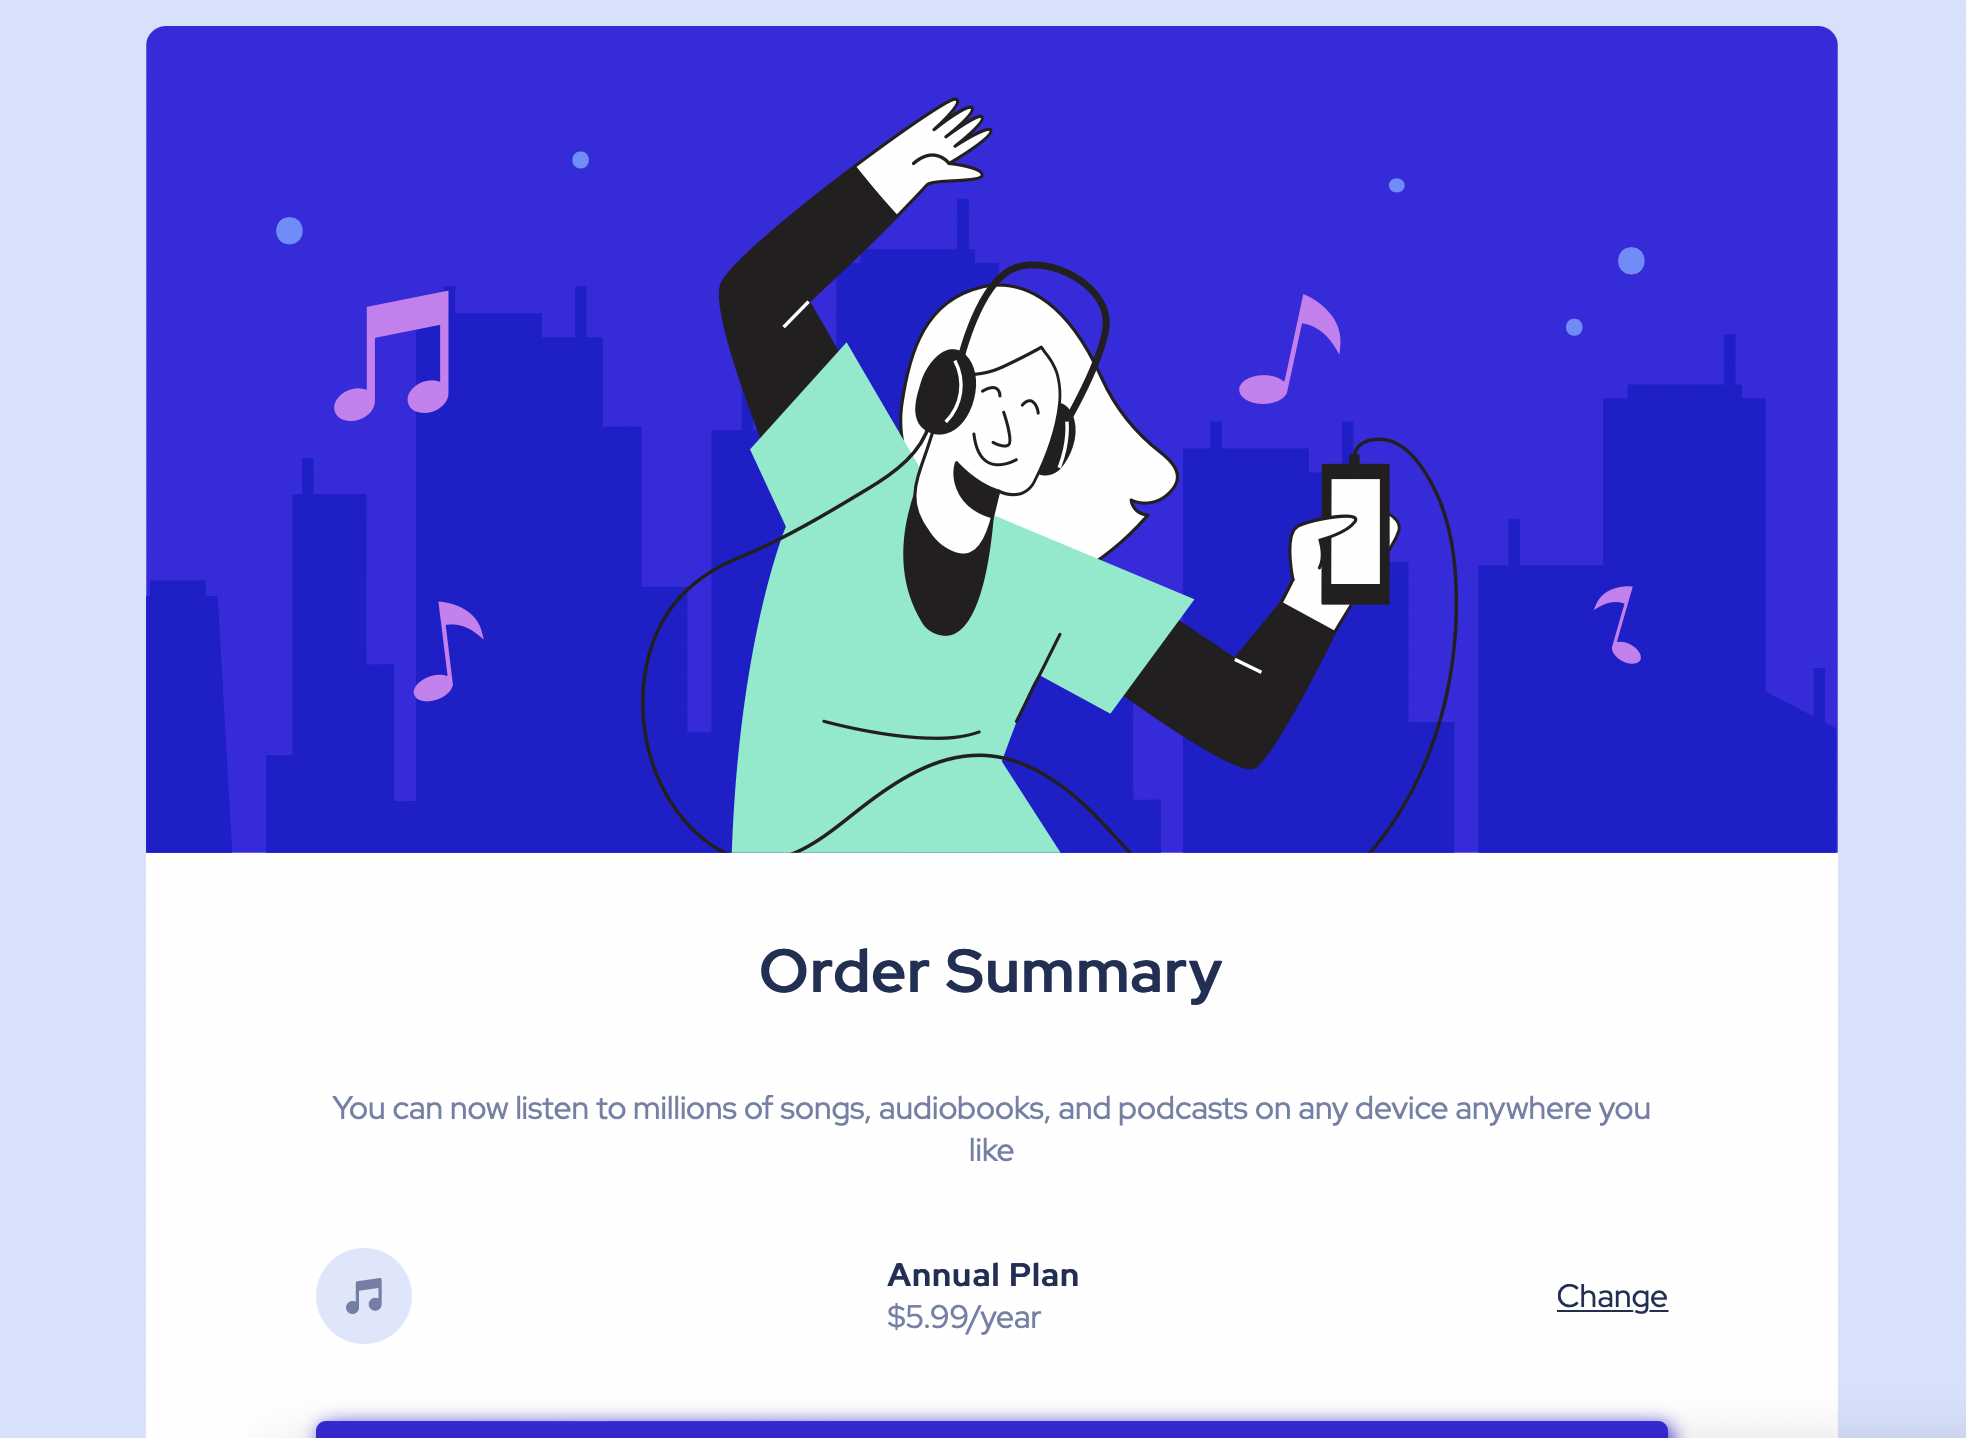 Order Summary
You can now listen to millions of songs, audiobooks, and podcasts on any device anywhere you
like
Annual Plan
$5.99/year
Change